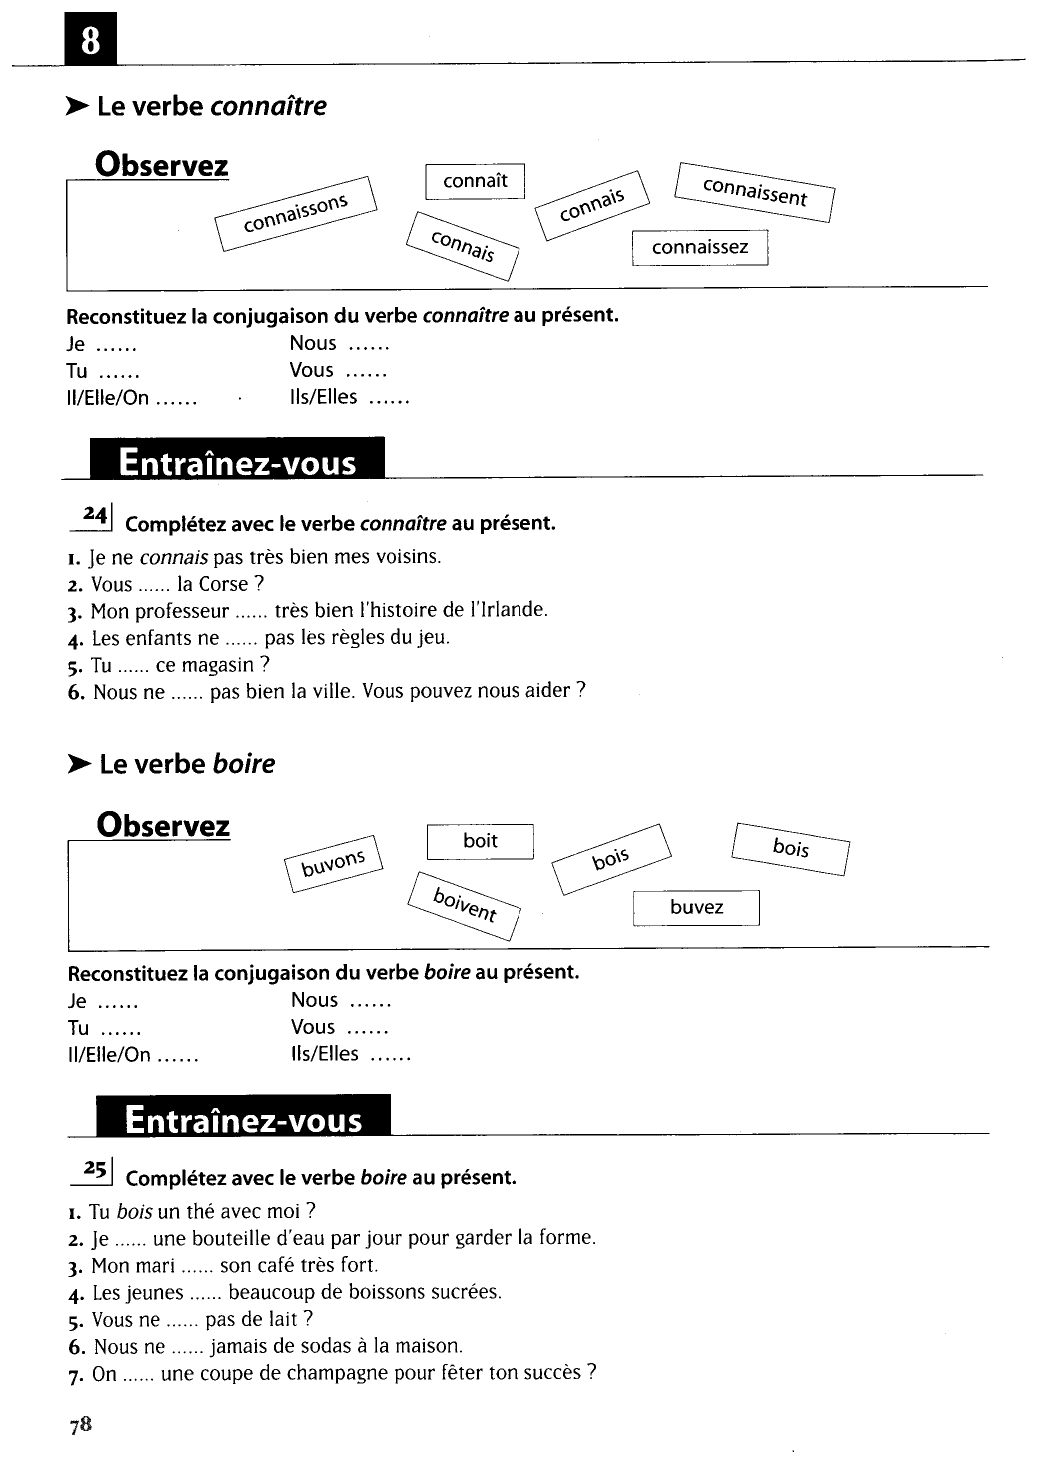 8
➤ Le verbe connaître
Observez
connaissons
connaît
connais
connais
connaissent
connaissez
Reconstituez la conjugaison du verbe connaître au présent.
Je ...... Nous ......
Tu ...... Vous ......
Il/Elle/On ...... Ils/Elles ......
Entraînez-vous
24 Complétez avec le verbe connaître au présent.
1. Je ne connais pas très bien mes voisins.
2. Vous ...... la Corse ?
3. Mon professeur ...... très bien l'histoire de l'Irlande.
4. Les enfants ne ...... pas les règles du jeu.
5. Tu ...... ce magasin ?
6. Nous ne ...... pas bien la ville. Vous pouvez nous aider ?
➤ Le verbe boire
Observez
buvons
boit
boivent
bois
bois
buvez
Reconstituez la conjugaison du verbe boire au présent.
Je ...... Nous ......
Tu ...... Vous ......
Il/Elle/On ...... Ils/Elles ......
Entraînez-vous
25 Complétez avec le verbe boire au présent.
1. Tu bois un thé avec moi ?
2. Je ...... une bouteille d'eau par jour pour garder la forme.
3. Mon mari ...... son café très fort.
4. Les jeunes ...... beaucoup de boissons sucrées.
5. Vous ne ...... pas de lait ?
6. Nous ne ...... jamais de sodas à la maison.
7. On ...... une coupe de champagne pour fêter ton succès ?
78